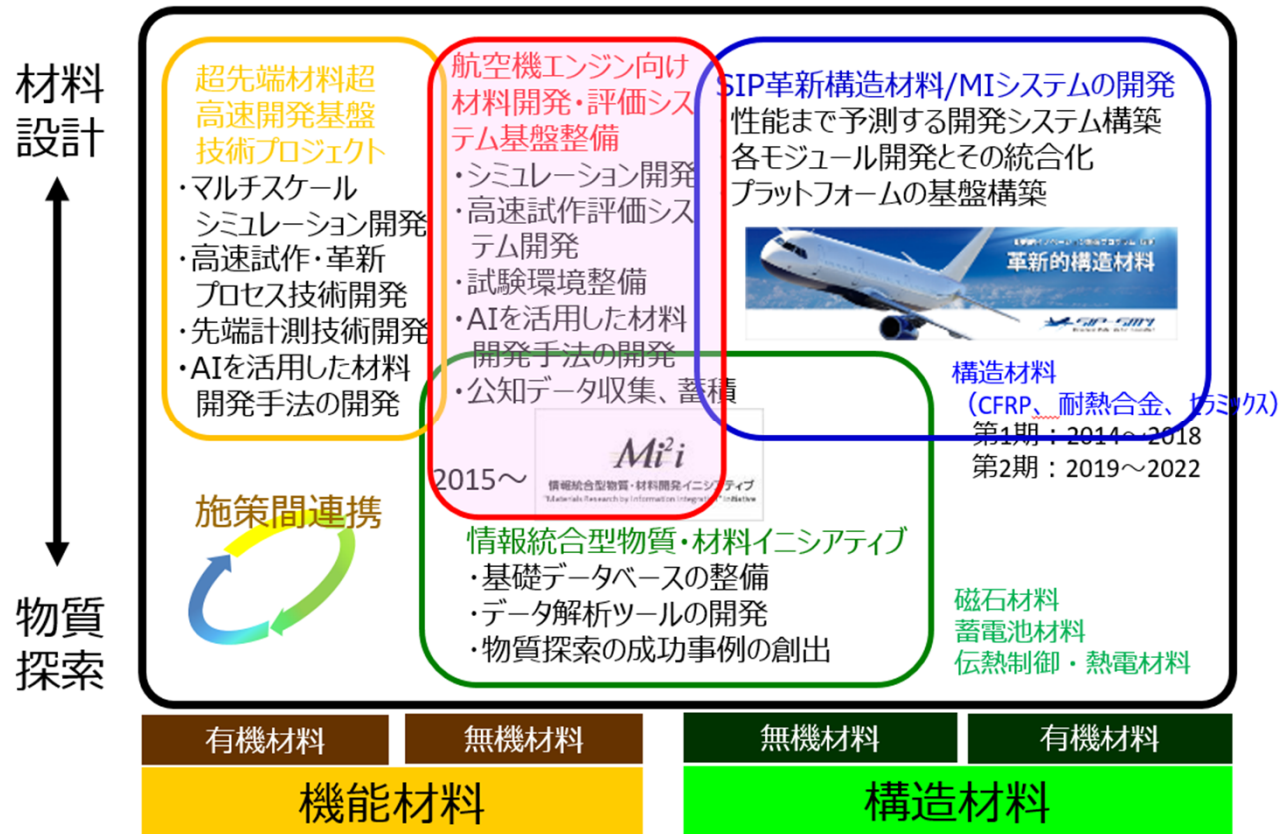 材料
設計
物質
探索
超先端材料超
高速開発基盤
技術プロジェクト
・マルチスケール
シミュレーション開発
・高速試作・革新
プロセス技術開発
・先端計測技術開発
・AIを活用した材料
開発手法の開発
航空機エンジン向け
材料開発・評価シス
テム基盤整備
・シミュレーション開発
・高速試作評価シス
テム開発
・試験環境整備
・AIを活用した材料
開発手法の開発
・公知データ収集、蓄積
SIP革新構造材料/MIシステムの開発
・性能まで予測する開発システム構築
・各モジュール開発とその統合化
・プラットフォームの基盤構築
革新的構造材料
SIP-SM4I
構造材料
（CFRP、耐熱合金、セラミックス）
第1期：2014～2018
第2期：2019～2022
2015～
Mi²i
情報統合型物質・材料開発イニシアティブ
"Materials Research by Information Integration" Initiative
情報統合型物質・材料イニシアティブ
・基礎データベースの整備
・データ解析ツールの開発
・物質探索の成功事例の創出
施策間連携
磁石材料
蓄電池材料
伝熱制御・熱電材料
有機材料
無機材料
無機材料
有機材料
機能材料
構造材料